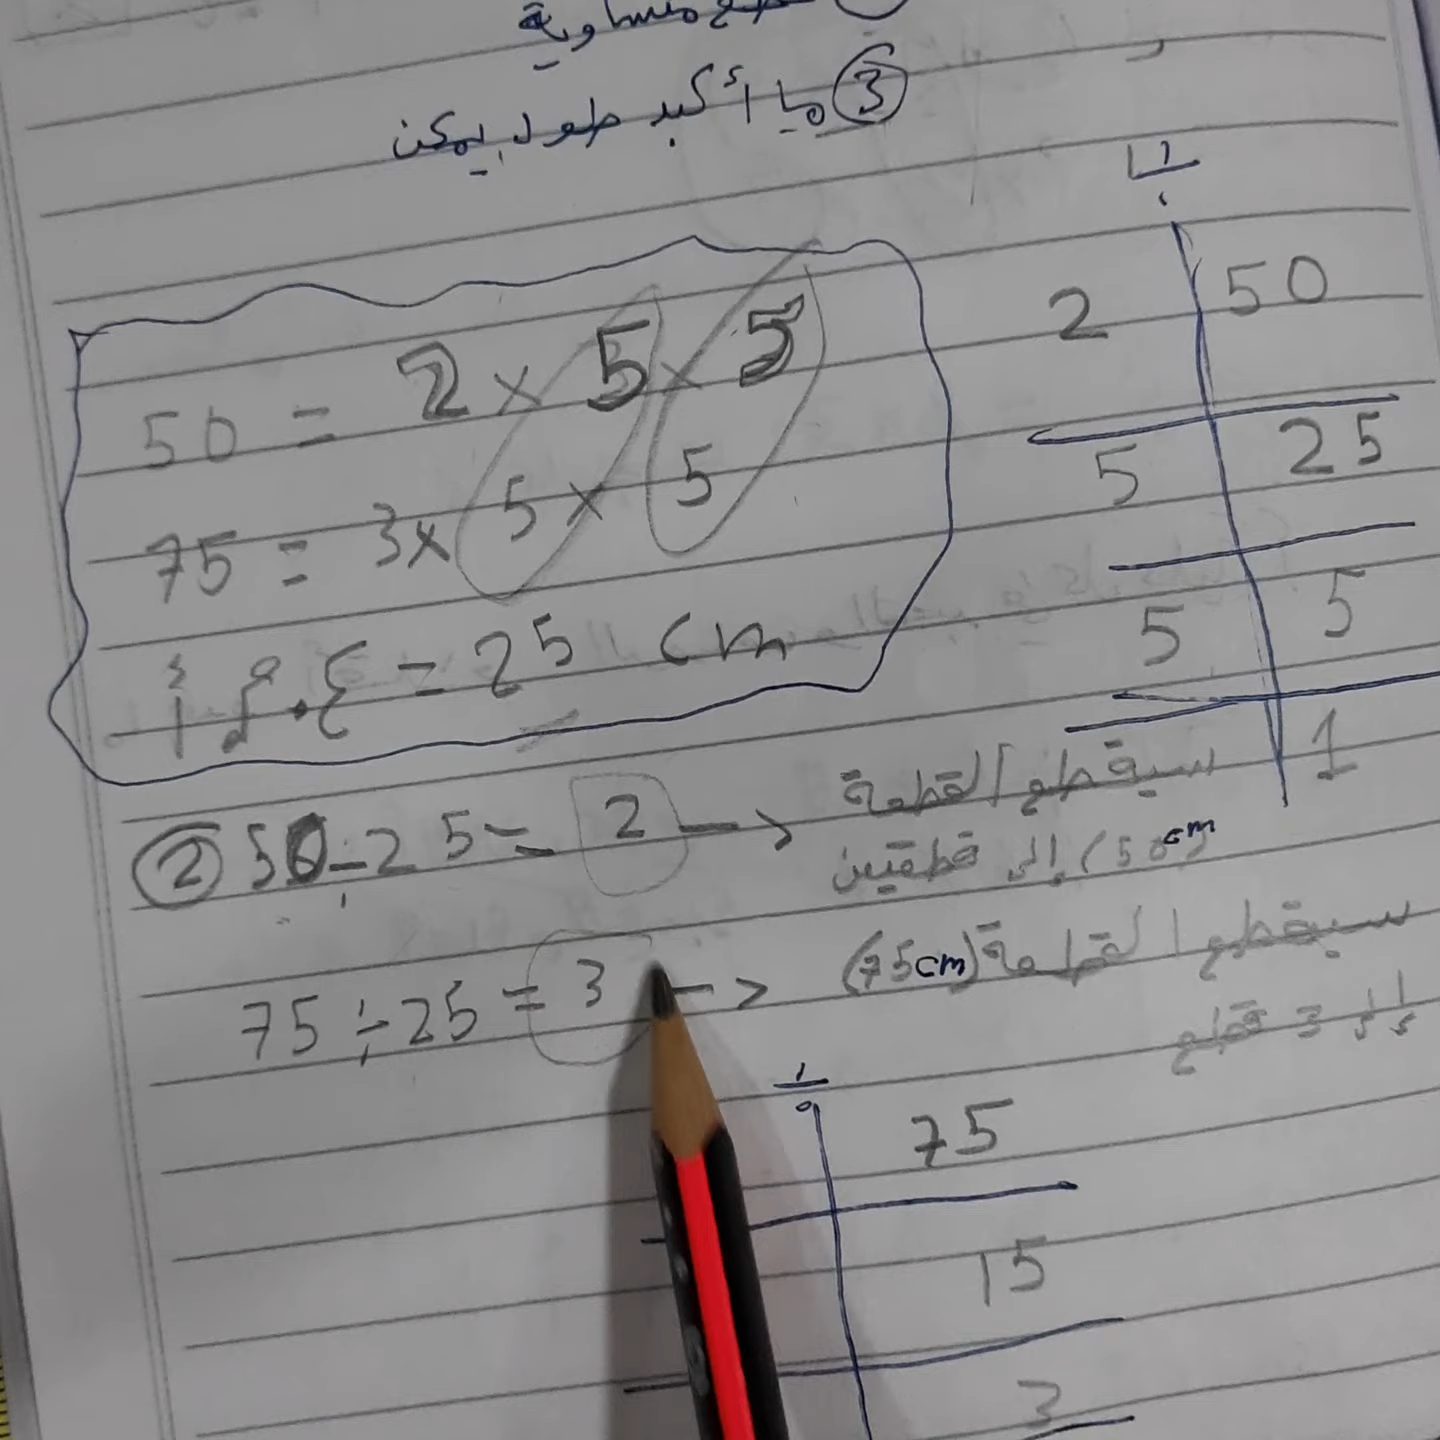 قطع متساوية
③ ما أكبر طول يمكن
50 = 2 × 5 × 5
75 = 3 × 5 × 5
ع.م.أ = 25 cm
2 | 50
5 | 25
5 | 5
1
② 50 ÷ 25 = 2 → سيقطع القطعة
(50cm) إلى قطعتين
75 ÷ 25 = 3 → سيقطع القطعة (75cm)
إلى 3 قطع
75
15
3